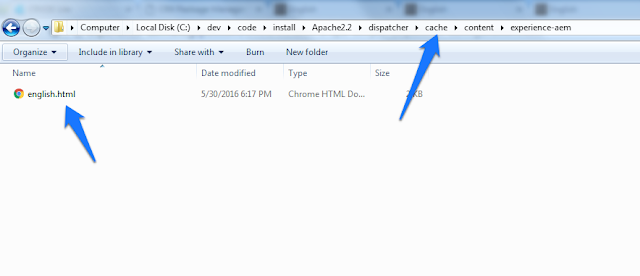 Computer Local Disk (C:) dev code install Apache2.2 dispatcher cache content experience-aem
Organize Include in library Share with Burn New folder
Name Date modified Type Size
english.html 5/30/2016 6:17 PM Chrome HTML Do... KB